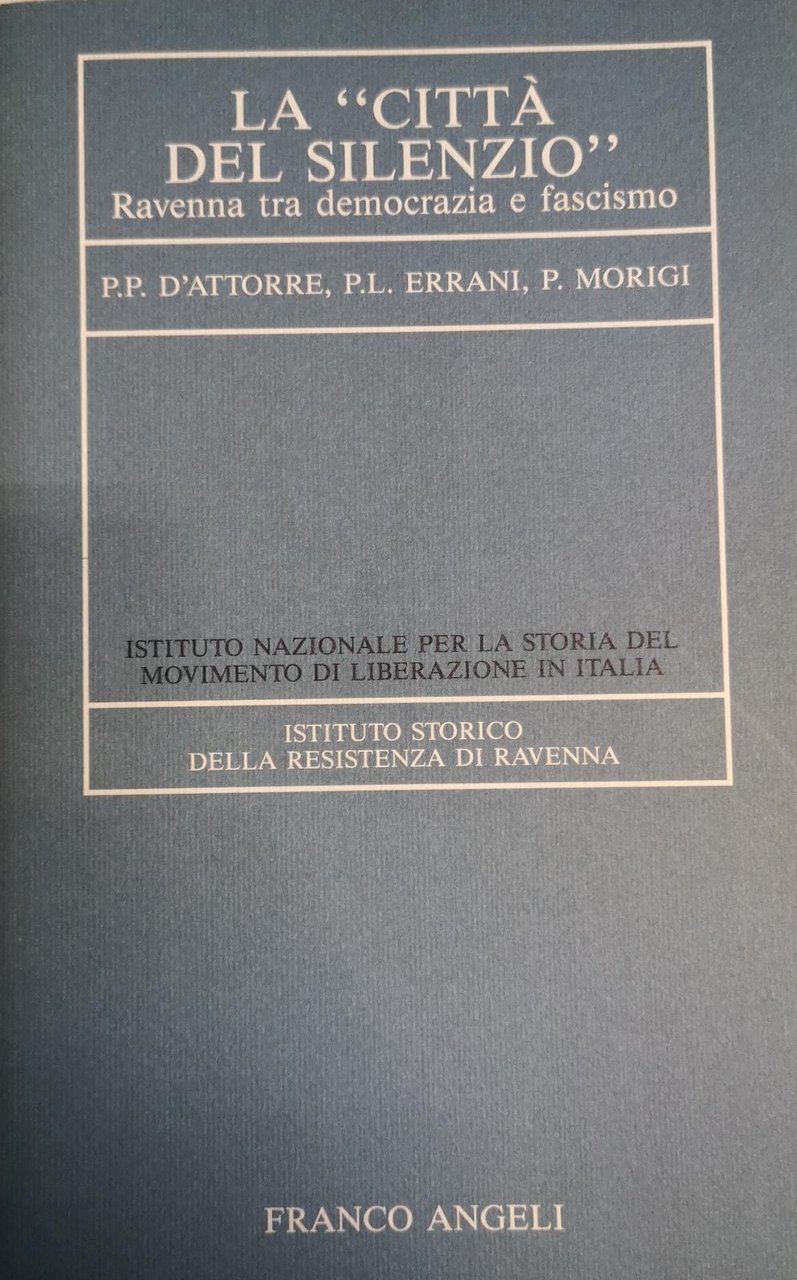 LA “CITTÀ
DEL SILENZIO”
Ravenna tra democrazia e fascismo
P.P. D'ATTORRE, P.L. ERRANI, P. MORIGI
ISTITUTO NAZIONALE PER LA STORIA DEL
MOVIMENTO DI LIBERAZIONE IN ITALIA
ISTITUTO STORICO
DELLA RESISTENZA DI RAVENNA
FRANCO ANGELI